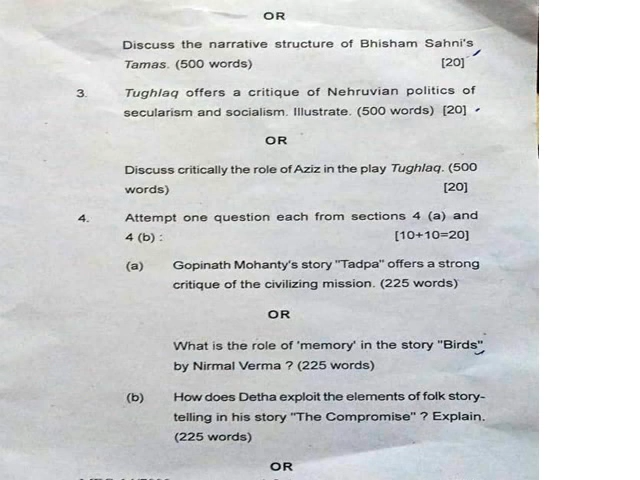 OR
Discuss the narrative structure of Bhisham Sahni's
Tamas. (500 words) [20]
3. Tughlaq offers a critique of Nehruvian politics of
secularism and socialism. Illustrate. (500 words) [20]
OR
Discuss critically the role of Aziz in the play Tughlaq. (500
words) [20]
4. Attempt one question each from sections 4 (a) and
4 (b) : [10+10=20]
(a) Gopinath Mohanty's story "Tadpa" offers a strong
critique of the civilizing mission. (225 words)
OR
What is the role of 'memory' in the story "Birds"
by Nirmal Verma ? (225 words)
(b) How does Detha exploit the elements of folk story-
telling in his story "The Compromise" ? Explain.
(225 words)
OR